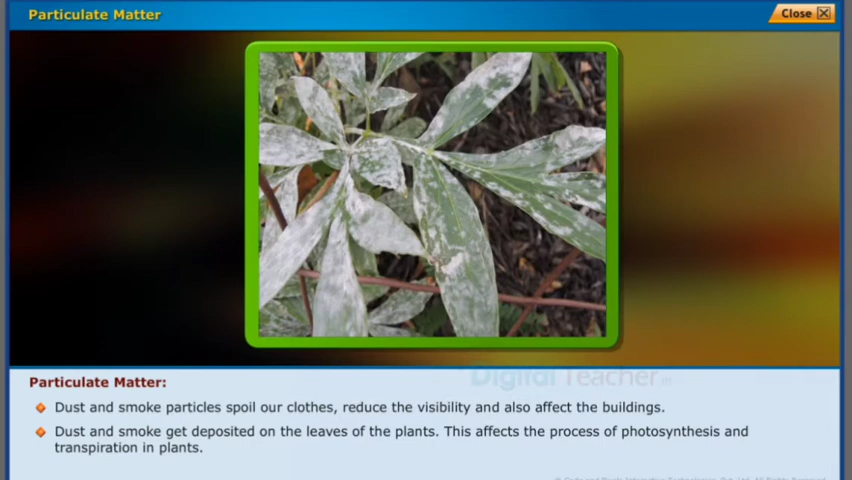 Particulate Matter
Close
Particulate Matter:
Dust and smoke particles spoil our clothes, reduce the visibility and also affect the buildings.
Dust and smoke get deposited on the leaves of the plants. This affects the process of photosynthesis and
transpiration in plants.
Digital Teacher